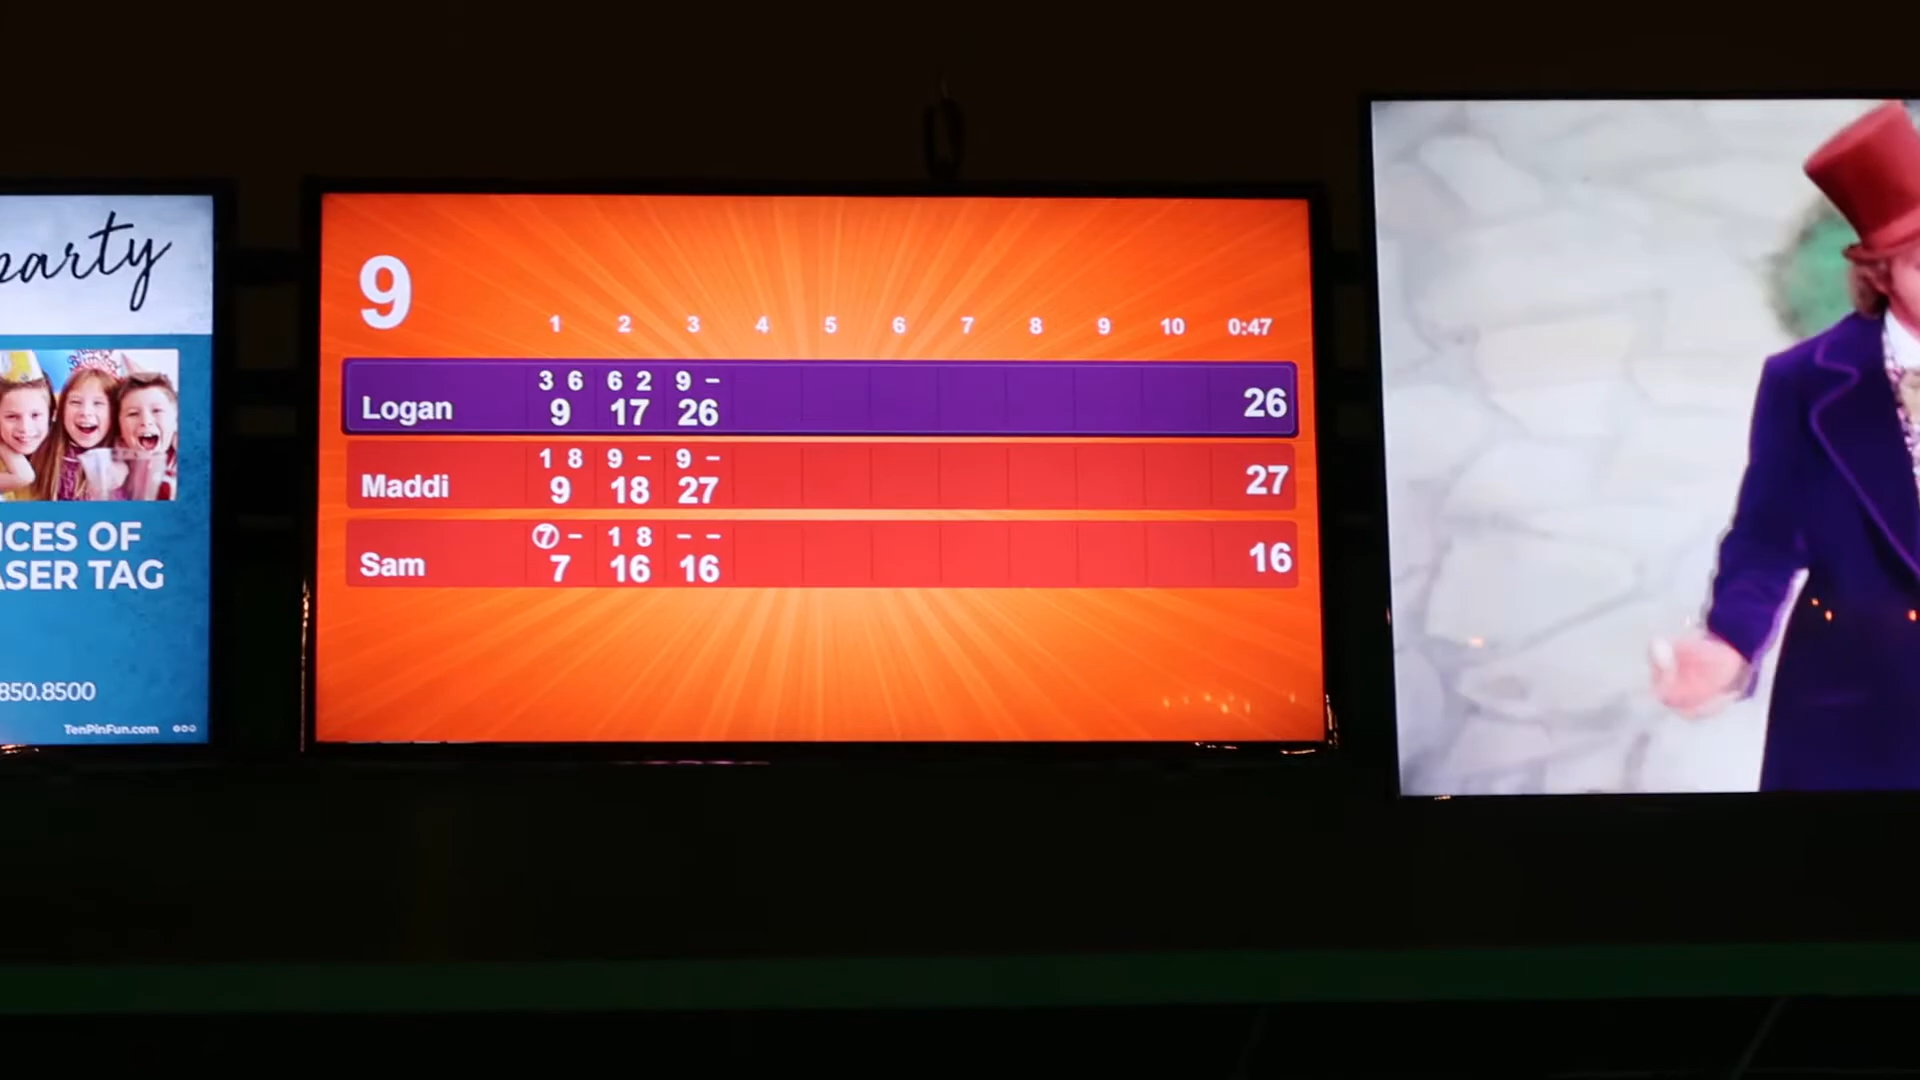 party
ICES OF
ASER TAG
850.8500
TenPinFun.com
9
1 2 3 4 5 6 7 8 9 10 0:47
3 6 6 2 9 -
Logan 9 17 26 26
1 8 9 - 9 -
Maddi 9 18 27 27
⑦ - 1 8 - -
Sam 7 16 16 16